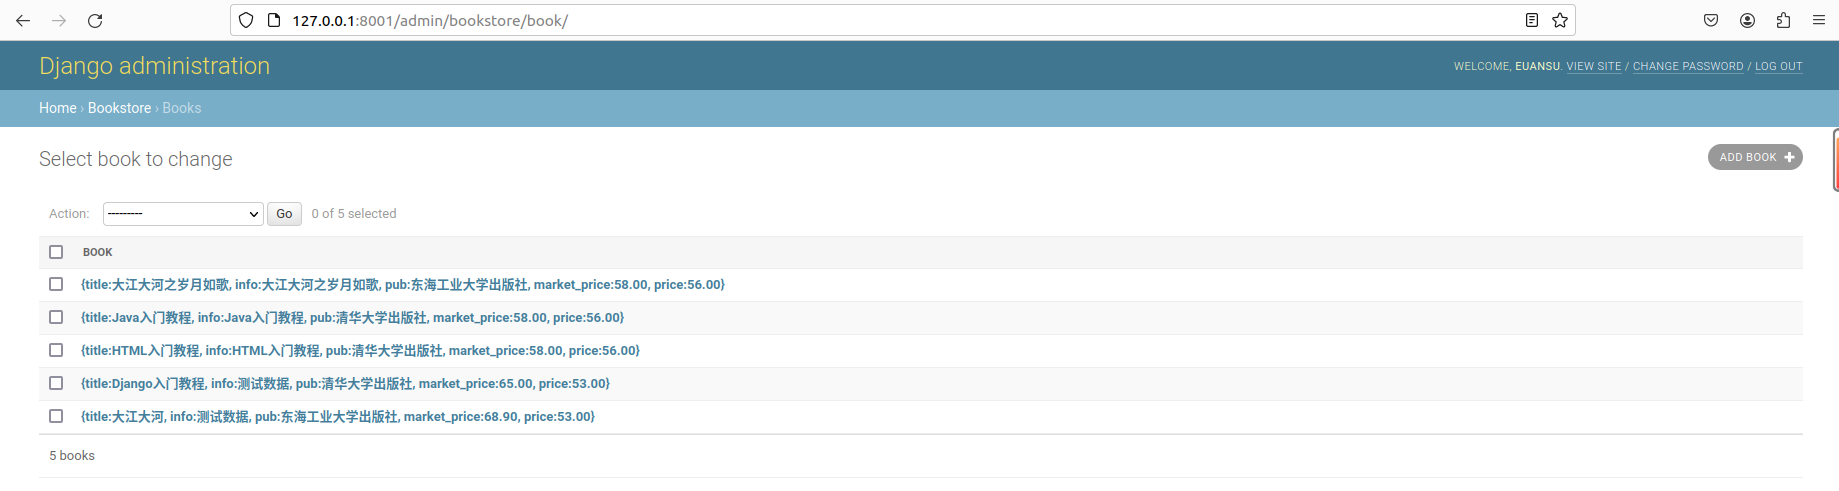 127.0.0.1:8001/admin/bookstore/book/
Django administration
WELCOME, EUANSU. VIEW SITE / CHANGE PASSWORD / LOG OUT
Home › Bookstore › Books
Select book to change
ADD BOOK
Action: --------- Go 0 of 5 selected
BOOK
{title:大江大河之岁月如歌, info:大江大河之岁月如歌, pub:东海工业大学出版社, market_price:58.00, price:56.00}
{title:Java入门教程, info:Java入门教程, pub:清华大学出版社, market_price:58.00, price:56.00}
{title:HTML入门教程, info:HTML入门教程, pub:清华大学出版社, market_price:58.00, price:56.00}
{title:Django入门教程, info:测试数据, pub:清华大学出版社, market_price:65.00, price:53.00}
{title:大江大河, info:测试数据, pub:东海工业大学出版社, market_price:68.90, price:53.00}
5 books